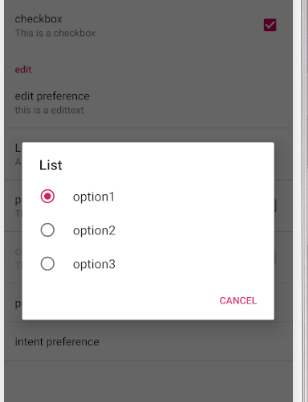 checkbox
This is a checkbox
edit
edit preference
this is a edittext
List
option1
option2
option3
CANCEL
intent preference